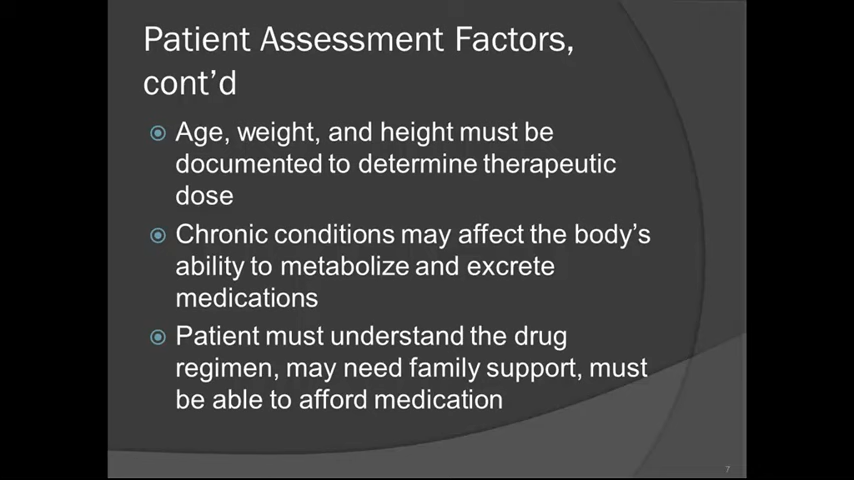 Patient Assessment Factors,
cont’d
Age, weight, and height must be
documented to determine therapeutic
dose
Chronic conditions may affect the body’s
ability to metabolize and excrete
medications
Patient must understand the drug
regimen, may need family support, must
be able to afford medication
7